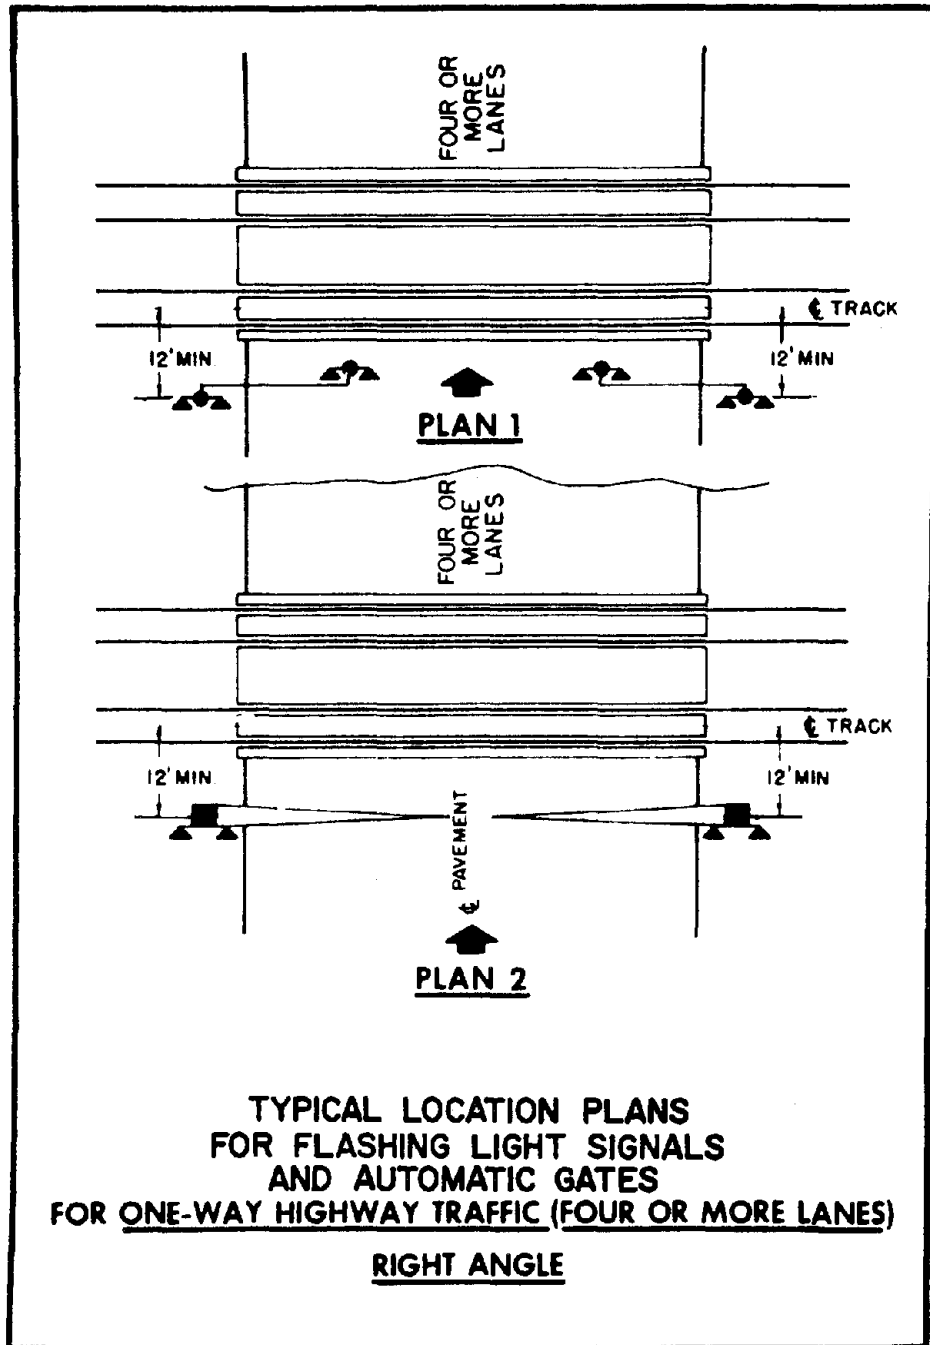 FOUR OR
MORE
LANES
℄ TRACK
12' MIN
12' MIN
PLAN 1
FOUR OR
MORE
LANES
℄ TRACK
12' MIN
12' MIN
℄ PAVEMENT
PLAN 2
TYPICAL LOCATION PLANS
FOR FLASHING LIGHT SIGNALS
AND AUTOMATIC GATES
FOR ONE-WAY HIGHWAY TRAFFIC (FOUR OR MORE LANES)
RIGHT ANGLE